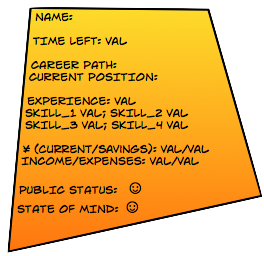 NAME:
TIME LEFT: VAL
CAREER PATH:
CURRENT POSITION:
EXPERIENCE: VAL
SKILL_1 VAL; SKILL_2 VAL
SKILL_3 VAL; SKILL_4 VAL
¥ (CURRENT/SAVINGS): VAL/VAL
INCOME/EXPENSES: VAL/VAL
PUBLIC STATUS: ☺
STATE OF MIND: ☺